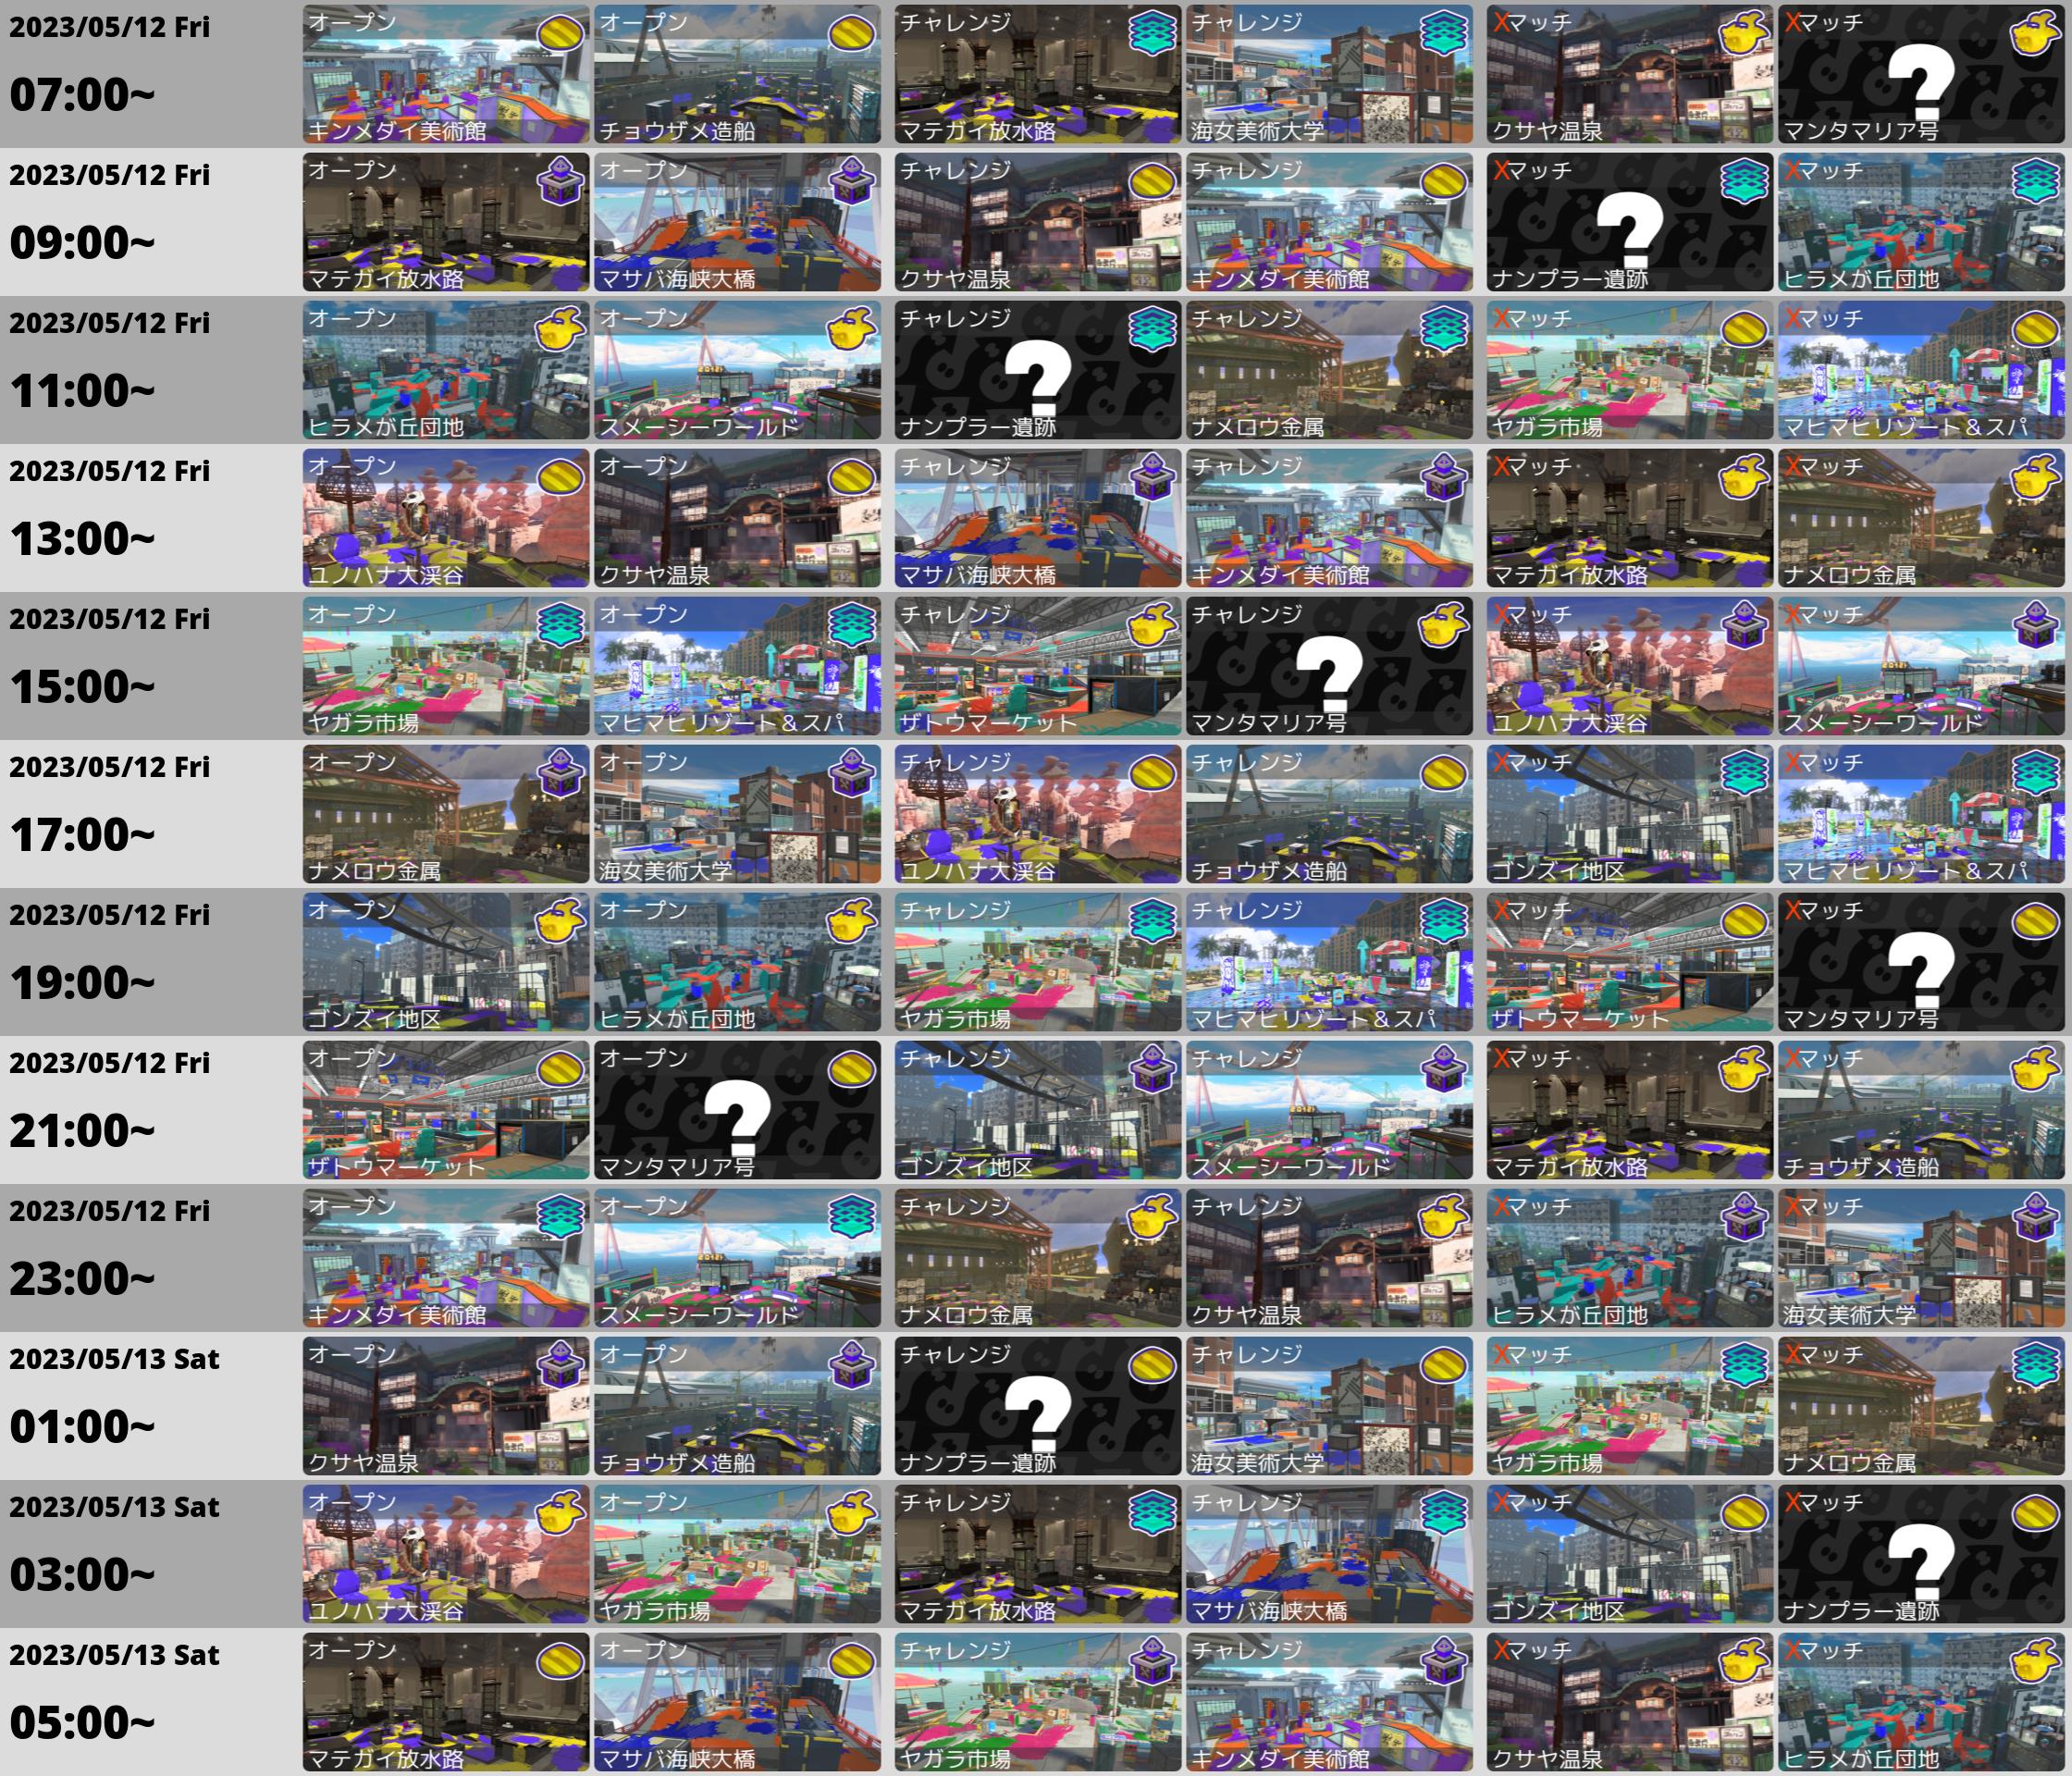 2023/05/12 Fri
07:00~
オープン
キンメダイ美術館
オープン
チョウザメ造船
チャレンジ
マテガイ放水路
チャレンジ
海女美術大学
Xマッチ
クサヤ温泉
Xマッチ
?
マンタマリア号
2023/05/12 Fri
09:00~
オープン
マテガイ放水路
オープン
マサバ海峡大橋
チャレンジ
クサヤ温泉
チャレンジ
キンメダイ美術館
Xマッチ
?
ナンプラー遺跡
Xマッチ
ヒラメが丘団地
2023/05/12 Fri
11:00~
オープン
ヒラメが丘団地
オープン
スメーシーワールド
チャレンジ
?
ナンプラー遺跡
チャレンジ
ナメロウ金属
Xマッチ
ヤガラ市場
Xマッチ
マヒマヒリゾート＆スパ
2023/05/12 Fri
13:00~
オープン
ユノハナ大渓谷
オープン
クサヤ温泉
チャレンジ
マサバ海峡大橋
チャレンジ
キンメダイ美術館
Xマッチ
マテガイ放水路
Xマッチ
ナメロウ金属
2023/05/12 Fri
15:00~
オープン
ヤガラ市場
オープン
マヒマヒリゾート＆スパ
チャレンジ
ザトウマーケット
チャレンジ
?
マンタマリア号
Xマッチ
ユノハナ大渓谷
Xマッチ
スメーシーワールド
2023/05/12 Fri
17:00~
オープン
ナメロウ金属
オープン
海女美術大学
チャレンジ
ユノハナ大渓谷
チャレンジ
チョウザメ造船
Xマッチ
ゴンズイ地区
Xマッチ
マヒマヒリゾート＆スパ
2023/05/12 Fri
19:00~
オープン
ゴンズイ地区
オープン
ヒラメが丘団地
チャレンジ
ヤガラ市場
チャレンジ
マヒマヒリゾート＆スパ
Xマッチ
ザトウマーケット
Xマッチ
?
マンタマリア号
2023/05/12 Fri
21:00~
オープン
ザトウマーケット
オープン
?
マンタマリア号
チャレンジ
ゴンズイ地区
チャレンジ
スメーシーワールド
Xマッチ
マテガイ放水路
Xマッチ
チョウザメ造船
2023/05/12 Fri
23:00~
オープン
キンメダイ美術館
オープン
スメーシーワールド
チャレンジ
ナメロウ金属
チャレンジ
クサヤ温泉
Xマッチ
ヒラメが丘団地
Xマッチ
海女美術大学
2023/05/13 Sat
01:00~
オープン
クサヤ温泉
オープン
チョウザメ造船
チャレンジ
?
ナンプラー遺跡
チャレンジ
海女美術大学
Xマッチ
ヤガラ市場
Xマッチ
ナメロウ金属
2023/05/13 Sat
03:00~
オープン
ユノハナ大渓谷
オープン
ヤガラ市場
チャレンジ
マテガイ放水路
チャレンジ
マサバ海峡大橋
Xマッチ
ゴンズイ地区
Xマッチ
?
ナンプラー遺跡
2023/05/13 Sat
05:00~
オープン
マテガイ放水路
オープン
マサバ海峡大橋
チャレンジ
ヤガラ市場
チャレンジ
キンメダイ美術館
Xマッチ
クサヤ温泉
Xマッチ
ヒラメが丘団地